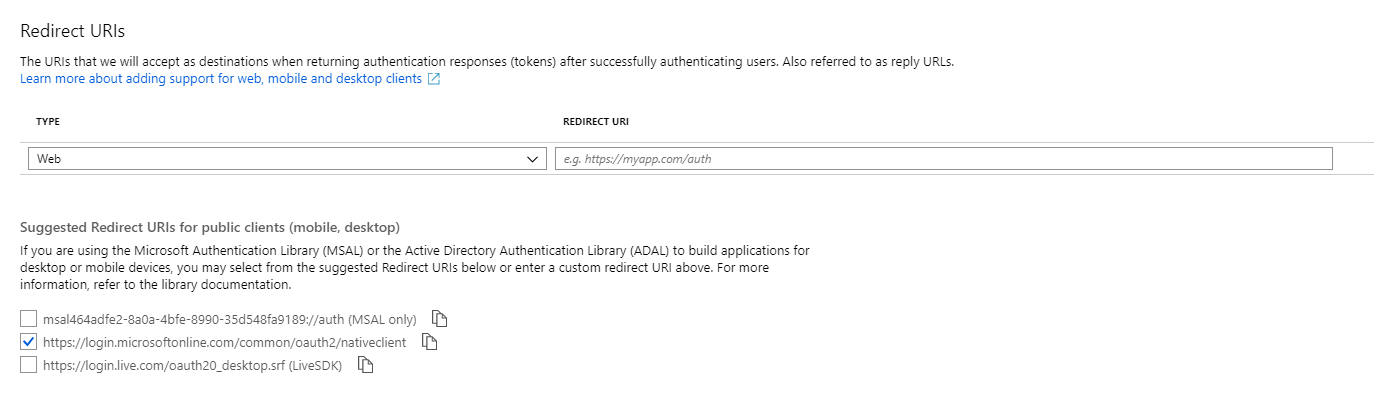 Redirect URIs
The URIs that we will accept as destinations when returning authentication responses (tokens) after successfully authenticating users. Also referred to as reply URLs.
Learn more about adding support for web, mobile and desktop clients
TYPE
REDIRECT URI
Web
e.g. https://myapp.com/auth
Suggested Redirect URIs for public clients (mobile, desktop)
If you are using the Microsoft Authentication Library (MSAL) or the Active Directory Authentication Library (ADAL) to build applications for
desktop or mobile devices, you may select from the suggested Redirect URIs below or enter a custom redirect URI above. For more
information, refer to the library documentation.
msal464adfe2-8a0a-4bfe-8990-35d548fa9189://auth (MSAL only)
https://login.microsoftonline.com/common/oauth2/nativeclient
https://login.live.com/oauth20_desktop.srf (LiveSDK)